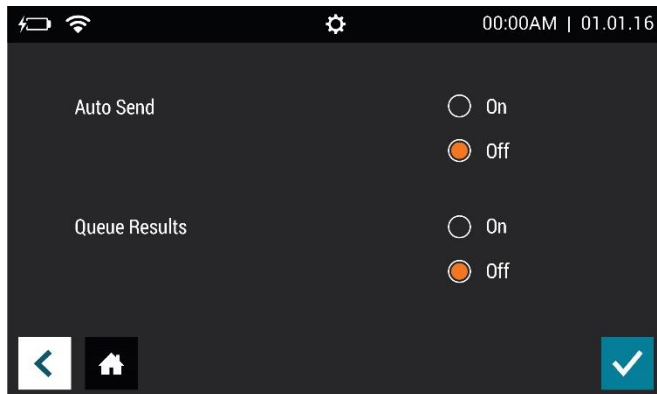 00:00AM | 01.01.16
Auto Send
On
Off
Queue Results
On
Off